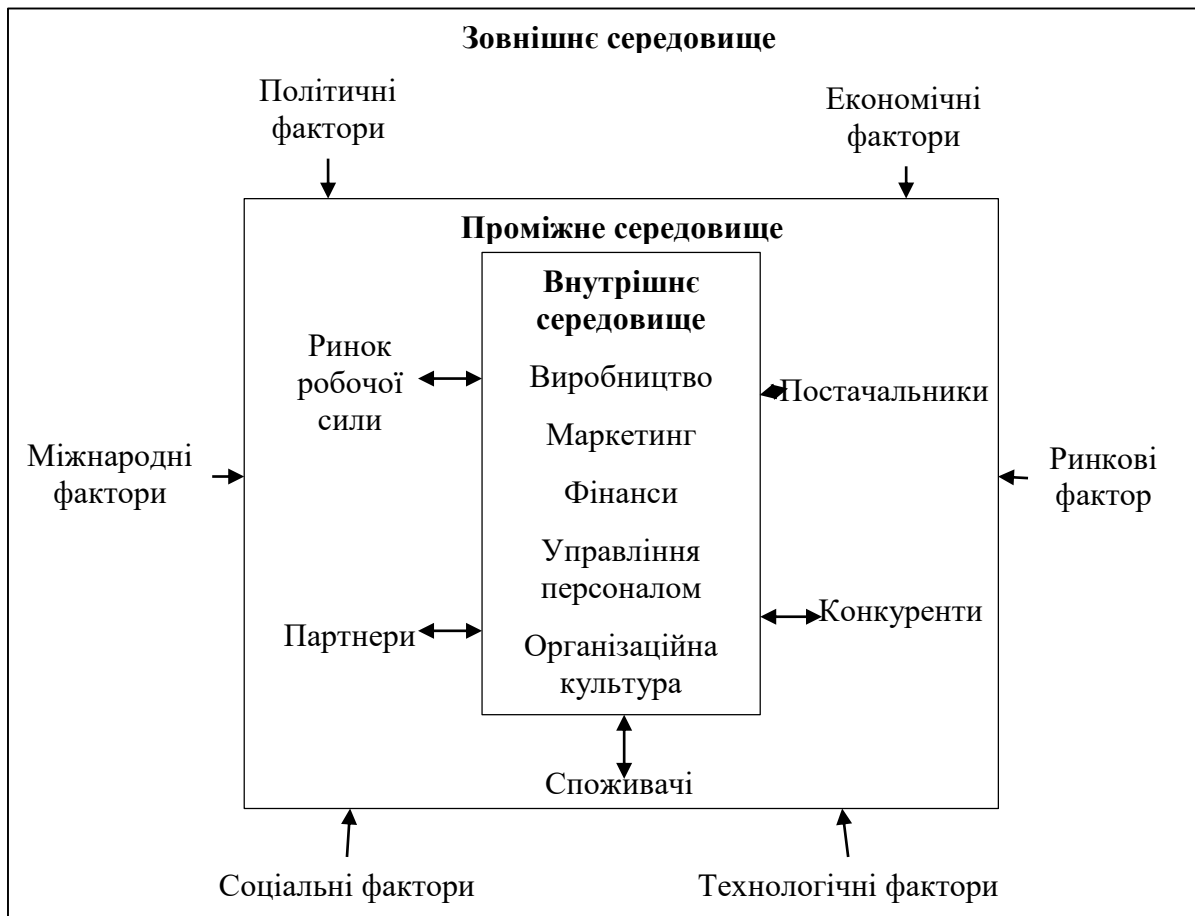 Зовнішнє середовище
Політичні
фактори
Економічні
фактори
Проміжне середовище
Внутрішнє
середовище
Ринок
робочої
сили
Виробництво
Постачальники
Маркетинг
Міжнародні
фактори
Фінанси
Ринкові
фактор
Управління
персоналом
Партнери
Конкуренти
Організаційна
культура
Споживачі
Соціальні фактори
Технологічні фактори